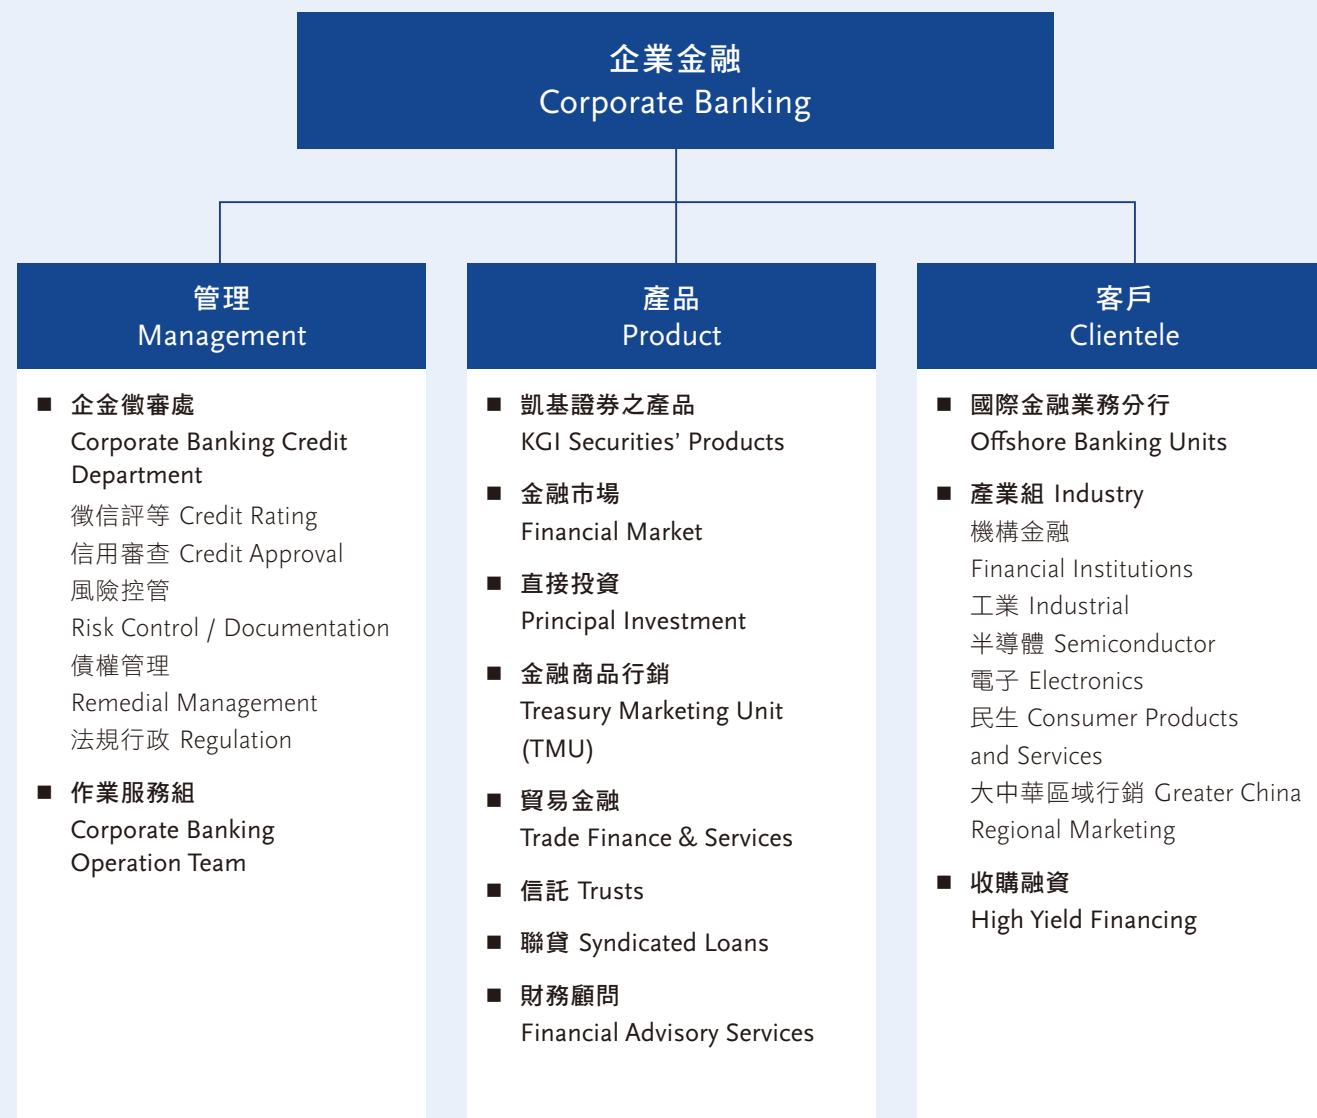 企業金融
Corporate Banking
管理
Management
企金徵審處
Corporate Banking Credit
Department
徵信評等 Credit Rating
信用審查 Credit Approval
風險控管
Risk Control / Documentation
債權管理
Remedial Management
法規行政 Regulation
作業服務組
Corporate Banking
Operation Team
產品
Product
凱基證券之產品
KGI Securities’ Products
金融市場
Financial Market
直接投資
Principal Investment
金融商品行銷
Treasury Marketing Unit
(TMU)
貿易金融
Trade Finance & Services
信託 Trusts
聯貸 Syndicated Loans
財務顧問
Financial Advisory Services
客戶
Clientele
國際金融業務分行
Offshore Banking Units
產業組 Industry
機構金融
Financial Institutions
工業 Industrial
半導體 Semiconductor
電子 Electronics
民生 Consumer Products
and Services
大中華區域行銷 Greater China
Regional Marketing
收購融資
High Yield Financing